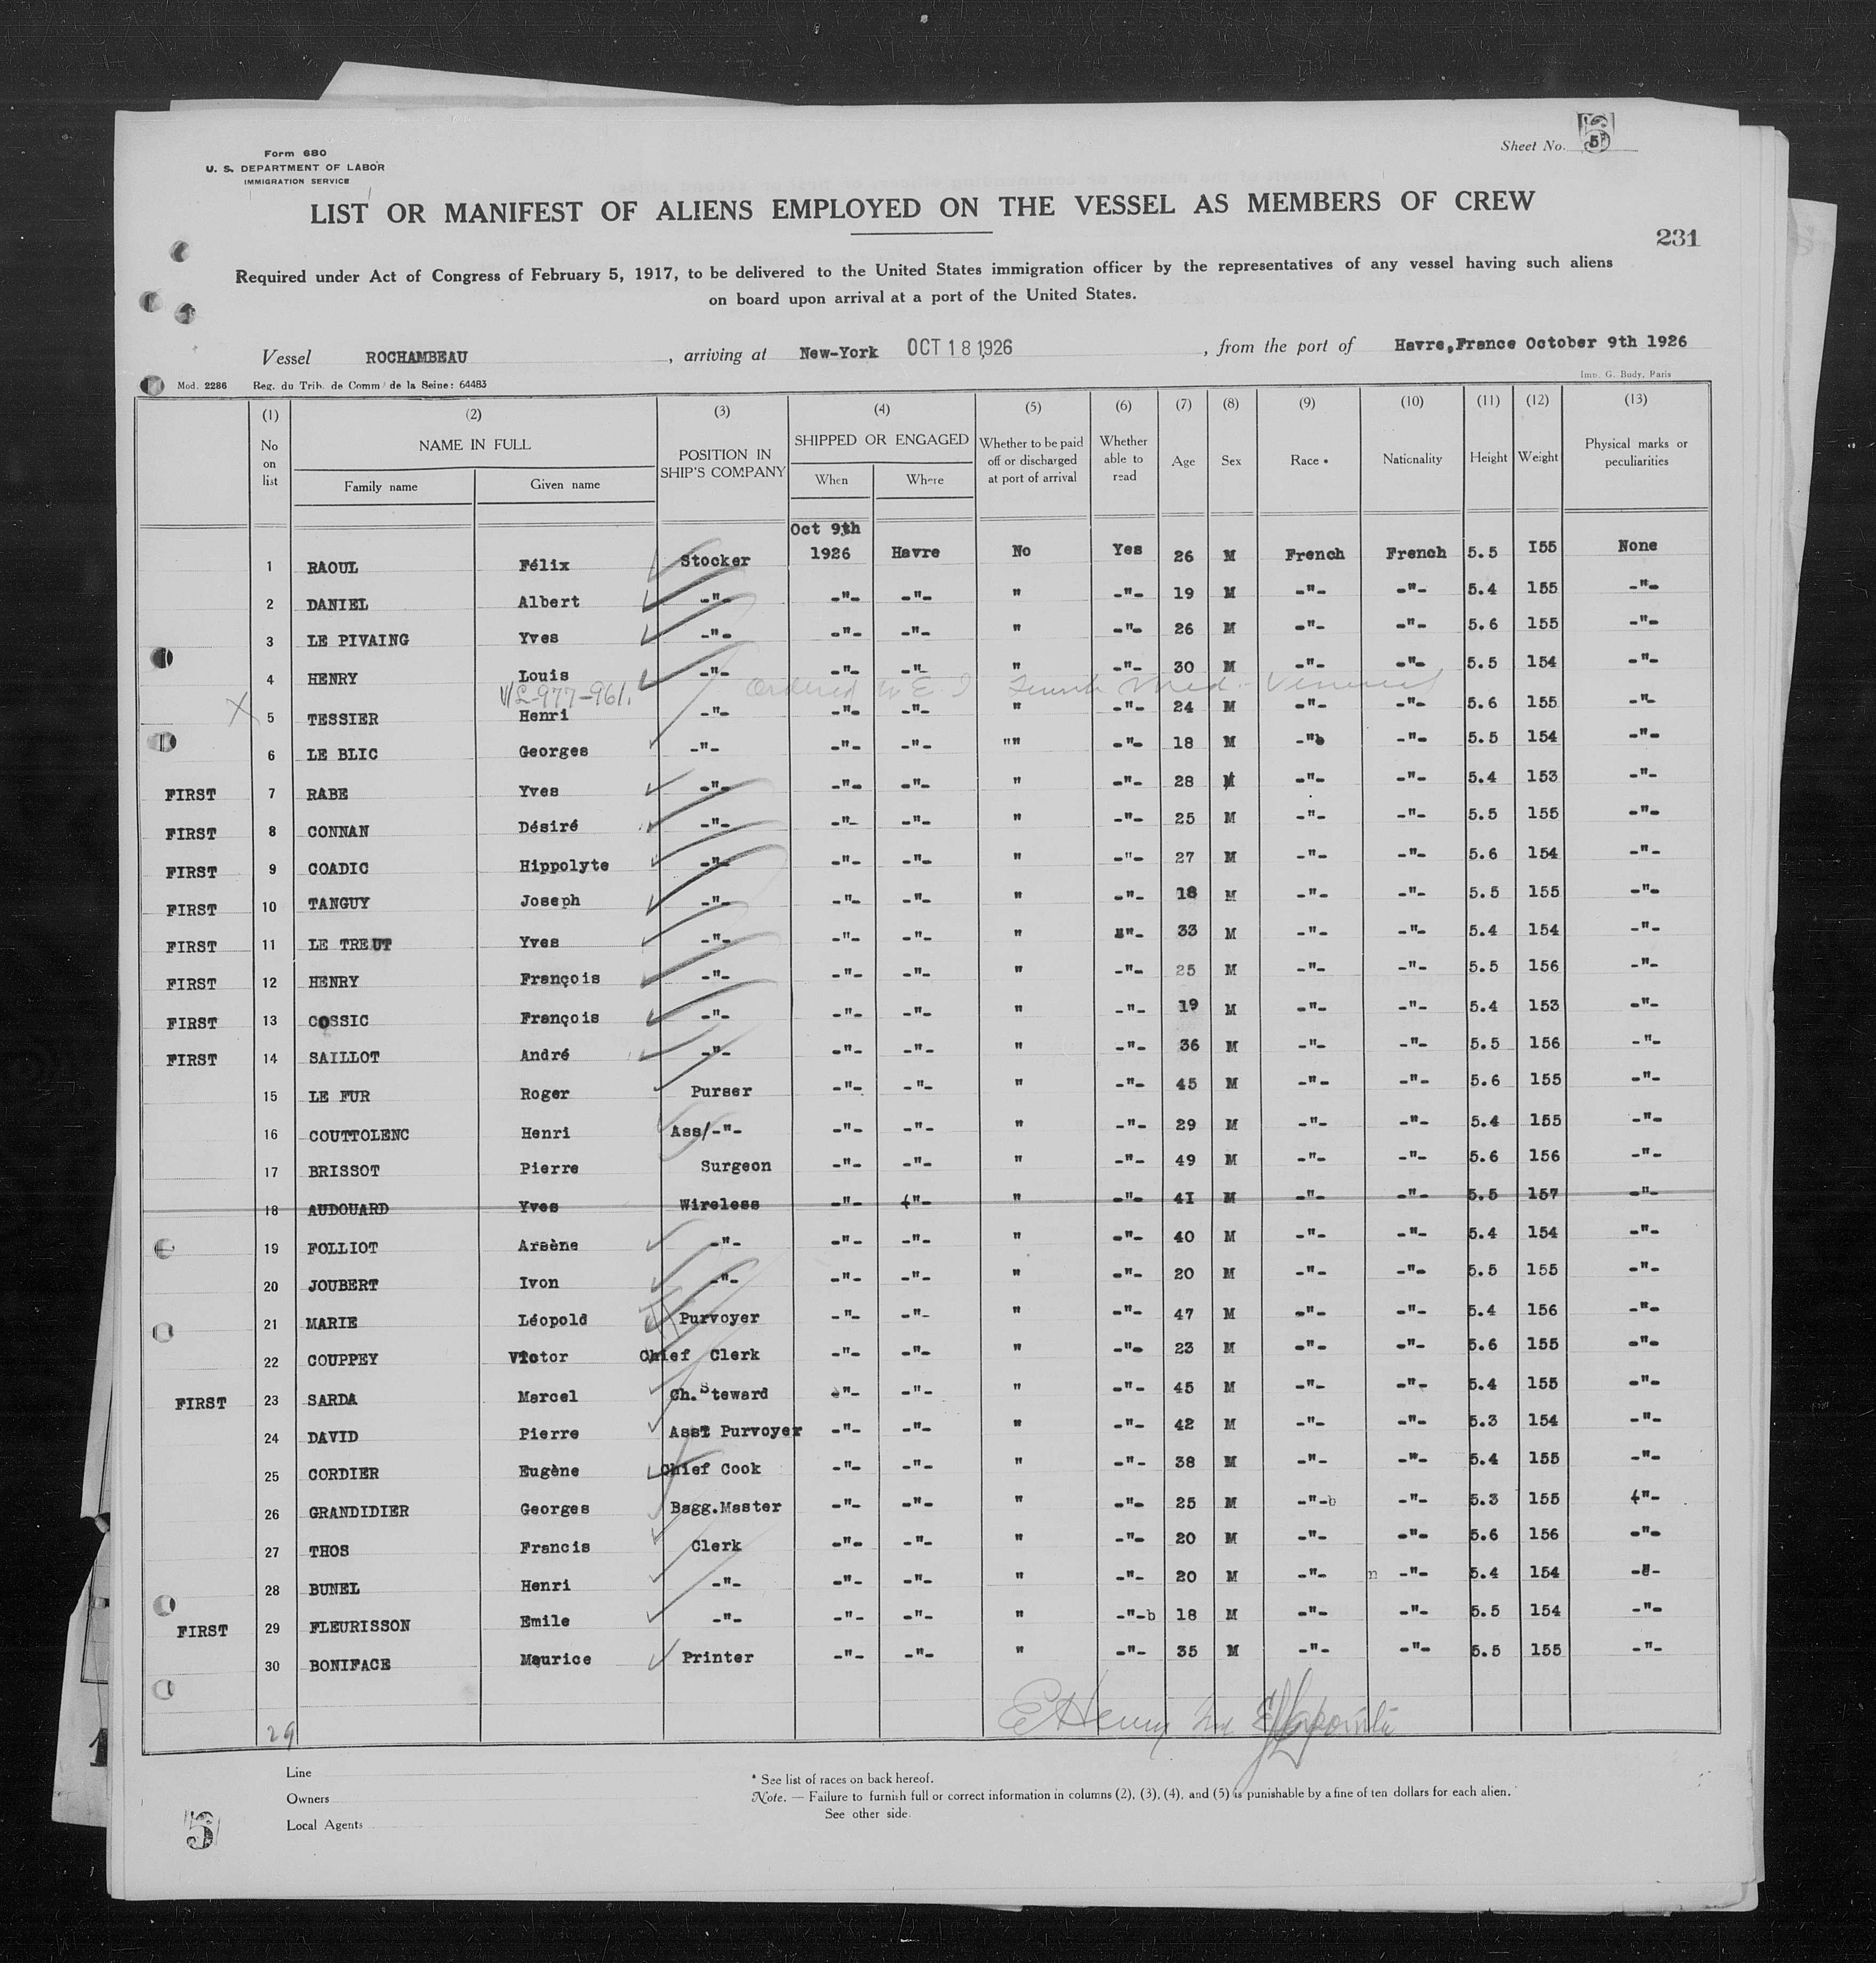 Form 680
U. S. DEPARTMENT OF LABOR
IMMIGRATION SERVICE
Sheet No. 5
LIST OR MANIFEST OF ALIENS EMPLOYED ON THE VESSEL AS MEMBERS OF CREW
231
Required under Act of Congress of February 5, 1917, to be delivered to the United States immigration officer by the representatives of any vessel having such aliens
on board upon arrival at a port of the United States.
Vessel ROCHAMBEAU , arriving at New-York OCT 18 1926 , from the port of Havre,France October 9th 1926
Mod. 2286 Reg. du Trib. de Comm de la Seine: 64483 Imp. G. Budy, Paris
(1) (2) (3) (4) (5) (6) (7) (8) (9) (10) (11) (12) (13)
No on list NAME IN FULL POSITION IN SHIP'S COMPANY SHIPPED OR ENGAGED Whether to be paid off or discharged at port of arrival Whether able to read Age Sex Race * Nationality Height Weight Physical marks or peculiarities
Family name Given name When Where
Oct 9th
1 RAOUL Félix Stocker 1926 Havre No Yes 26 M French French 5.5 I55 None
2 DANIEL Albert -"- -"- -"- " -"- 19 M -"- -"- 5.4 155 -"-
3 LE PIVAING Yves -"- -"- -"- " -"- 26 M -"- -"- 5.6 155 -"-
4 HENRY Louis -"- -"- -"- " -"- 30 M -"- -"- 5.5 154 -"-
977-961. Ordered to E I
X 5 TESSIER Henri -"- -"- -"- " -"- 24 M -"- -"- 5.6 155 -"-
6 LE BLIC Georges -"- -"- -"- "" -"- 18 M -"b -"- 5.5 154 -"-
FIRST 7 RABE Yves -"- -"- -"- " -"- 28 M -"- -"- 5.4 153 -"-
FIRST 8 CONNAN Désiré -"- -"- -"- " -"- 25 M -"- -"- 5.5 155 -"-
FIRST 9 COADIC Hippolyte -"- -"- -"- " -"- 27 M -"- -"- 5.6 154 -"-
FIRST 10 TANGUY Joseph -"- -"- -"- " -"- 18 M -"- -"- 5.5 155 -"-
FIRST 11 LE TREUT Yves -"- -"- -"- " "- 33 M -"- -"- 5.4 154 -"-
FIRST 12 HENRY François -"- -"- -"- " -"- 25 M -"- -"- 5.5 156 -"-
FIRST 13 COSSIC François -"- -"- -"- " -"- 19 M -"- -"- 5.4 153 -"-
FIRST 14 SAILLOT André -"- -"- -"- " -"- 36 M -"- -"- 5.5 156 -"-
15 LE FUR Roger Purser -"- -"- " -"- 45 M -"- -"- 5.6 155 -"-
16 COUTTOLENC Henri Ass/-"- -"- -"- " -"- 29 M -"- -"- 5.4 155 -"-
17 BRISSOT Pierre Surgeon -"- -"- " -"- 49 M -"- -"- 5.6 156 -"-
18 AUDOUARD Yves Wireless -"- ("- " -"- 4I M -"- -"- 5.5 157 -"-
19 FOLLIOT Arsène -"- -"- -"- " -"- 40 M -"- -"- 5.4 154 -"-
20 JOUBERT Ivon -"- -"- -"- " -"- 20 M -"- -"- 5.5 155 -"-
21 MARIE Léopold Purvoyer -"- -"- " -"- 47 M -"- -"- 5.4 156 -"-
22 COUPPEY Victor Chief Clerk -"- -"- " -"- 23 M -"- -"- 5.6 155 -"-
FIRST 23 SARDA Marcel Ch.Steward -"- -"- " -"- 45 M -"- -"- 5.4 155 -"-
24 DAVID Pierre Asst Purvoyer -"- -"- " -"- 42 M -"- -"- 5.3 154 -"-
25 CORDIER Eugène Chief Cook -"- -"- " -"- 38 M -"- -"- 5.4 155 -"-
26 GRANDIDIER Georges Bagg.Master -"- -"- " -"- 25 M -"-b -"- 5.3 155 ("-
27 THOS Francis Clerk -"- -"- " -"- 20 M -"- -"- 5.6 156 -"-
28 BUNEL Henri -"- -"- -"- " -"- 20 M -"- n -"- 5.4 154 -"-
FIRST 29 FLEURISSON Emile -"- -"- -"- " -"-b 18 M -"- -"- 5.5 154 -"-
30 BONIFACE Maurice Printer -"- -"- " -"- 35 M -"- -"- 5.5 155 -"-
29 EHenry
Line
Owners
Local Agents
* See list of races on back hereof.
Note. — Failure to furnish full or correct information in columns (2), (3), (4), and (5) is punishable by a fine of ten dollars for each alien.
See other side.
5